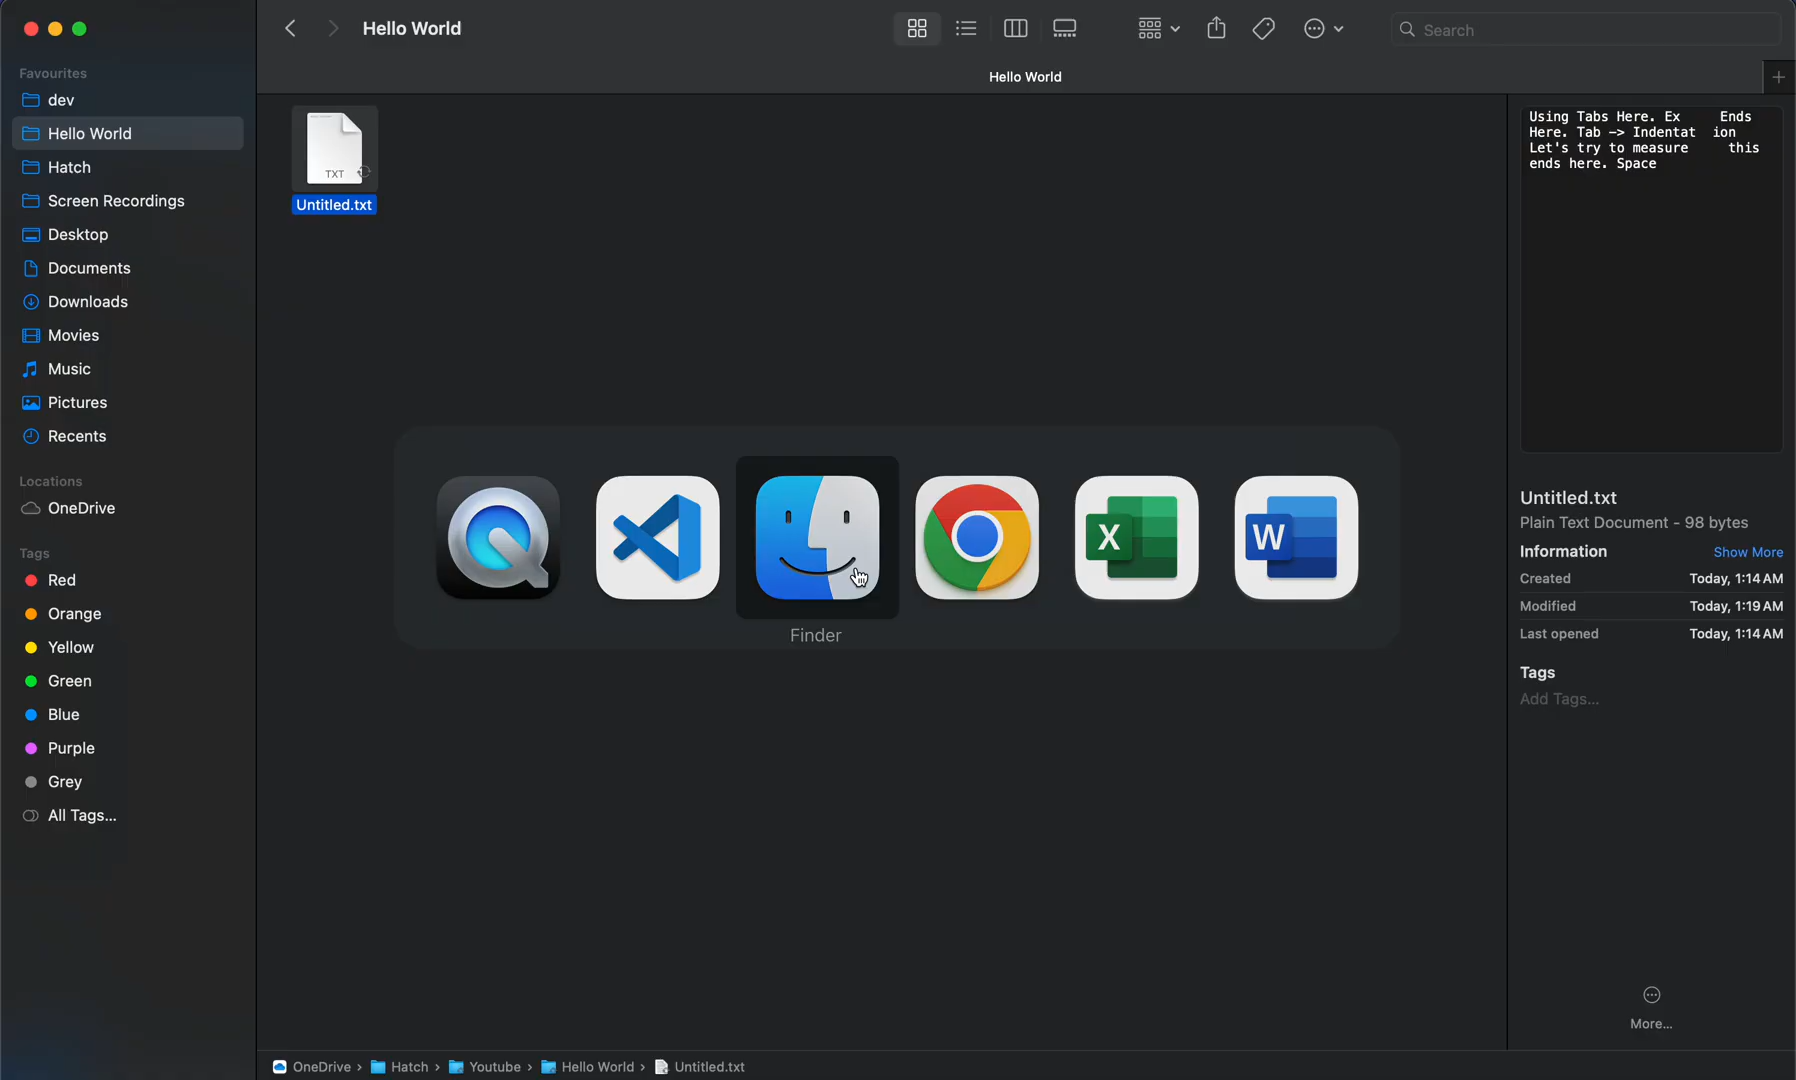 Hello World
Search
Hello World
Favourites
dev
Hello World
Hatch
Screen Recordings
Desktop
Documents
Downloads
Movies
Music
Pictures
Recents
Locations
OneDrive
Tags
Red
Orange
Yellow
Green
Blue
Purple
Grey
All Tags...
TXT
Untitled.txt
X
W
Finder
Using Tabs Here. Ex Ends
Here. Tab -> Indentat ion
Let's try to measure this
ends here. Space
Untitled.txt
Plain Text Document - 98 bytes
Information Show More
Created Today, 1:14 AM
Modified Today, 1:19 AM
Last opened Today, 1:14 AM
Tags
Add Tags...
More...
OneDrive › Hatch › Youtube › Hello World › Untitled.txt